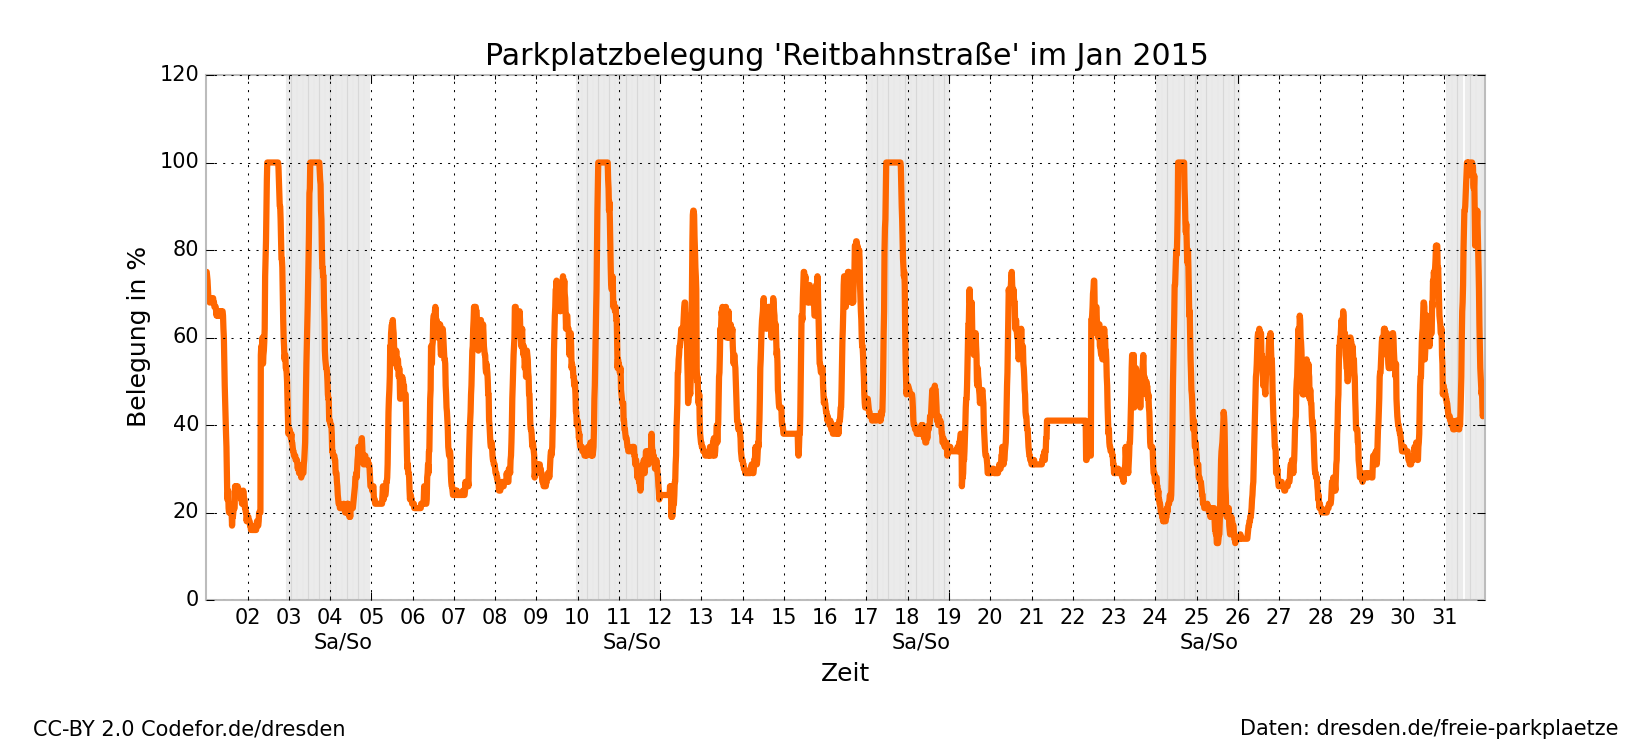 Parkplatzbelegung 'Reitbahnstraße' im Jan 2015
120
100
80
60
40
20
0
Belegung in %
02 03 04 05 06 07 08 09 10 11 12 13 14 15 16 17 18 19 20 21 22 23 24 25 26 27 28 29 30 31
Sa/So Sa/So Sa/So Sa/So
Zeit
CC-BY 2.0 Codefor.de/dresden
Daten: dresden.de/freie-parkplaetze